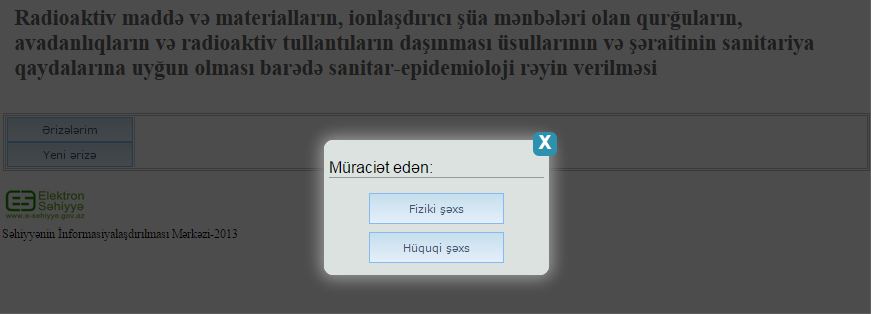 Radioaktiv maddə və materialların, ionlaşdırıcı şüa mənbələri olan qurğuların,
avadanlıqların və radioaktiv tullantıların daşınması üsullarının və şəraitinin sanitariya
qaydalarına uyğun olması barədə sanitar-epidemioloji rəyin verilməsi
Ərizələrim
Yeni ərizə
X
Müraciət edən:
Fiziki şəxs
Hüquqi şəxs
Elektron
Səhiyyə
www.e-sehiyye.gov.az
Səhiyyənin İnformasiyalaşdırılması Mərkəzi-2013